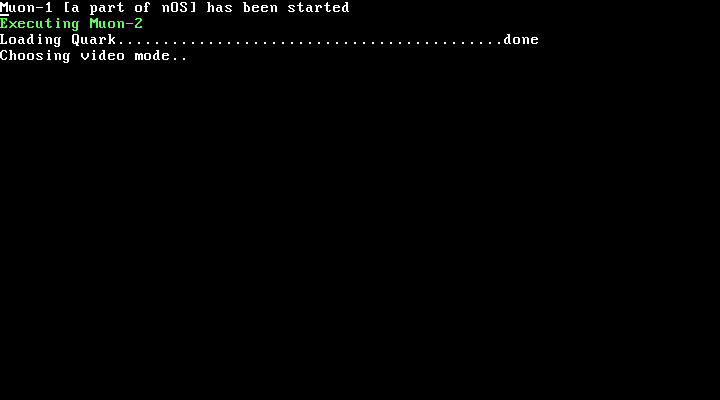 Muon-1 [a part of nOS] has been started
Executing Muon-2
Loading Quark...........................................done
Choosing video mode..